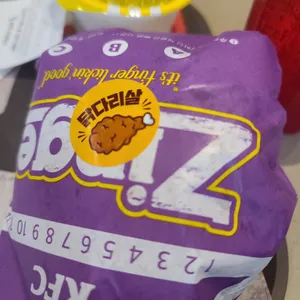 KFC
1 2 3 4 5 6 7 8 9 10
Zinge
닭다리살
"it's finger lickin' good"
A B C